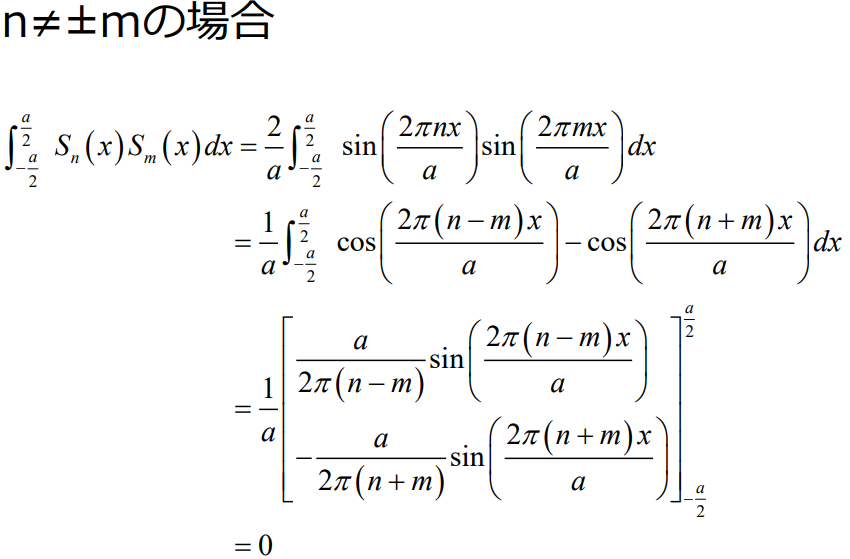 n≠±mの場合
∫_{-a/2}^{a/2} S_n(x)S_m(x)dx = 2/a ∫_{-a/2}^{a/2} sin(2πnx/a)sin(2πmx/a)dx
= 1/a ∫_{-a/2}^{a/2} cos(2π(n−m)x/a)−cos(2π(n+m)x/a)dx
= 1/a [a/(2π(n−m)) sin(2π(n−m)x/a)
−a/(2π(n+m)) sin(2π(n+m)x/a)]_{-a/2}^{a/2}
= 0